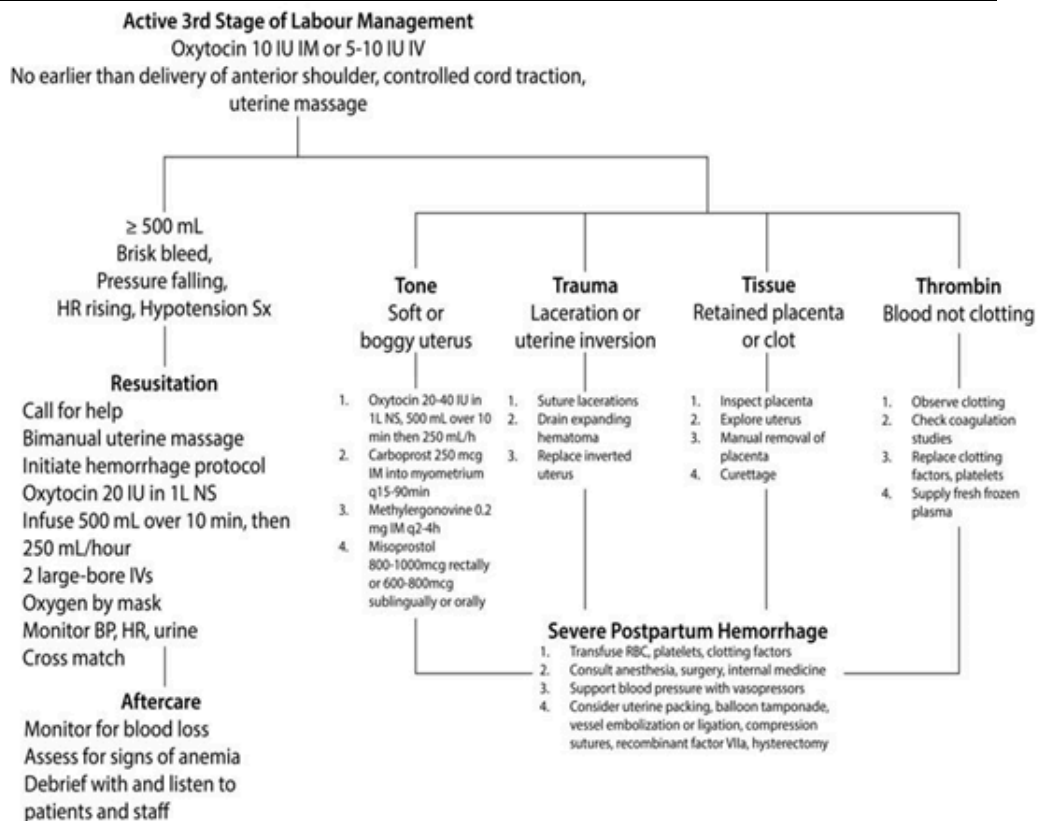 Active 3rd Stage of Labour Management
Oxytocin 10 IU IM or 5-10 IU IV
No earlier than delivery of anterior shoulder, controlled cord traction,
uterine massage
≥ 500 mL
Brisk bleed,
Pressure falling,
HR rising, Hypotension Sx
Resusitation
Call for help
Bimanual uterine massage
Initiate hemorrhage protocol
Oxytocin 20 IU in 1L NS
Infuse 500 mL over 10 min, then
250 mL/hour
2 large-bore IVs
Oxygen by mask
Monitor BP, HR, urine
Cross match
Aftercare
Monitor for blood loss
Assess for signs of anemia
Debrief with and listen to
patients and staff
Tone
Soft or
boggy uterus
1. Oxytocin 20-40 IU in
1L NS, 500 mL over 10
min then 250 mL/h
2. Carboprost 250 mcg
IM into myometrium
q15-90min
3. Methylergonovine 0.2
mg IM q2-4h
4. Misoprostol
800-1000mcg rectally
or 600-800mcg
sublingually or orally
Trauma
Laceration or
uterine inversion
1. Suture lacerations
2. Drain expanding
hematoma
3. Replace inverted
uterus
Tissue
Retained placenta
or clot
1. Inspect placenta
2. Explore uterus
3. Manual removal of
placenta
4. Curettage
Thrombin
Blood not clotting
1. Observe clotting
2. Check coagulation
studies
3. Replace clotting
factors, platelets
4. Supply fresh frozen
plasma
Severe Postpartum Hemorrhage
1. Transfuse RBC, platelets, clotting factors
2. Consult anesthesia, surgery, internal medicine
3. Support blood pressure with vasopressors
4. Consider uterine packing, balloon tamponade,
vessel embolization or ligation, compression
sutures, recombinant factor VIIa, hysterectomy